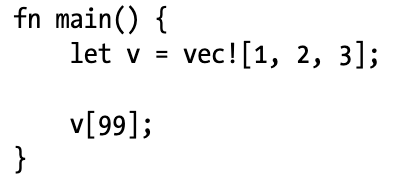 fn main() {
    let v = vec![1, 2, 3];

    v[99];
}